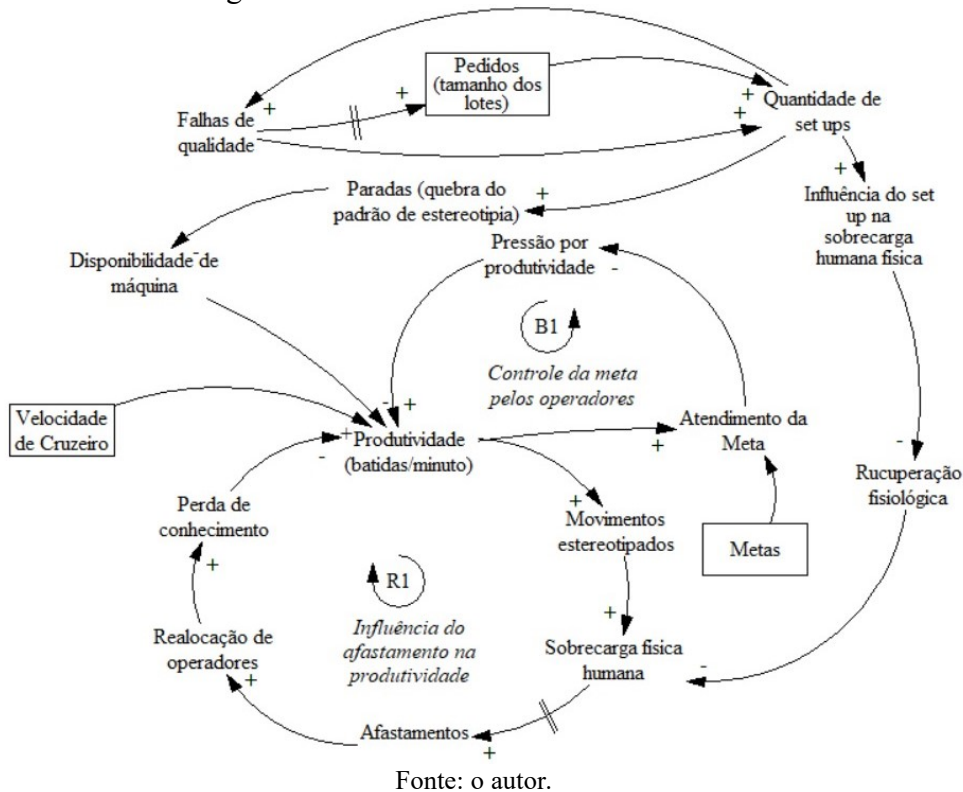 Pedidos
(tamanho dos
lotes)
Quantidade de
set ups
Falhas de
qualidade
Paradas (quebra do
padrão de estereotipia)
Influência do set
up na
sobrecarga
humana física
Pressão por
produtividade
Disponibilidade de
máquina
B1
Controle da meta
pelos operadores
Velocidade
de Cruzeiro
Produtividade
(batidas/minuto)
Atendimento da
Meta
Rucuperação
fisiológica
Perda de
conhecimento
Movimentos
estereotipados
Metas
R1
Influência do
afastamento na
produtividade
Realocação de
operadores
Sobrecarga fisica
humana
Afastamentos
Fonte: o autor.